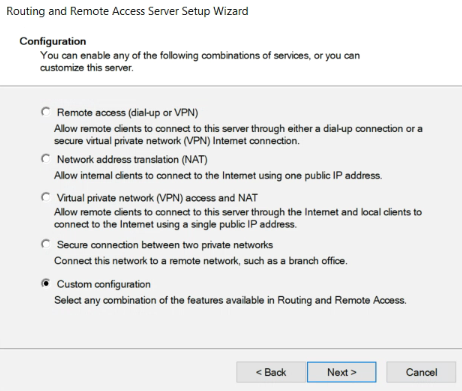 Routing and Remote Access Server Setup Wizard
Configuration
You can enable any of the following combinations of services, or you can
customize this server.
Remote access (dial-up or VPN)
Allow remote clients to connect to this server through either a dial-up connection or a
secure virtual private network (VPN) Internet connection.
Network address translation (NAT)
Allow internal clients to connect to the Internet using one public IP address.
Virtual private network (VPN) access and NAT
Allow remote clients to connect to this server through the Internet and local clients to
connect to the Internet using a single public IP address.
Secure connection between two private networks
Connect this network to a remote network, such as a branch office.
Custom configuration
Select any combination of the features available in Routing and Remote Access.
< Back Next > Cancel